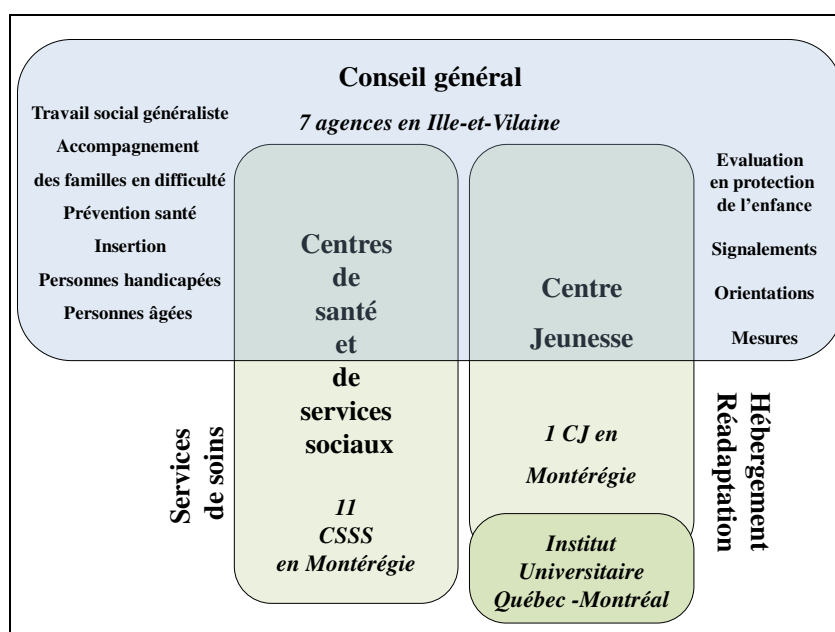 Conseil général
7 agences en Ille-et-Vilaine
Travail social généraliste
Accompagnement
des familles en difficulté
Prévention santé
Insertion
Personnes handicapées
Personnes âgées
Centres
de
santé
et
de
services
sociaux
11
CSSS
en Montérégie
Centre
Jeunesse
1 CJ en
Montérégie
Institut
Universitaire
Québec -Montréal
Evaluation
en protection
de l'enfance
Signalements
Orientations
Mesures
Services
de soins
Hébergement
Réadaptation